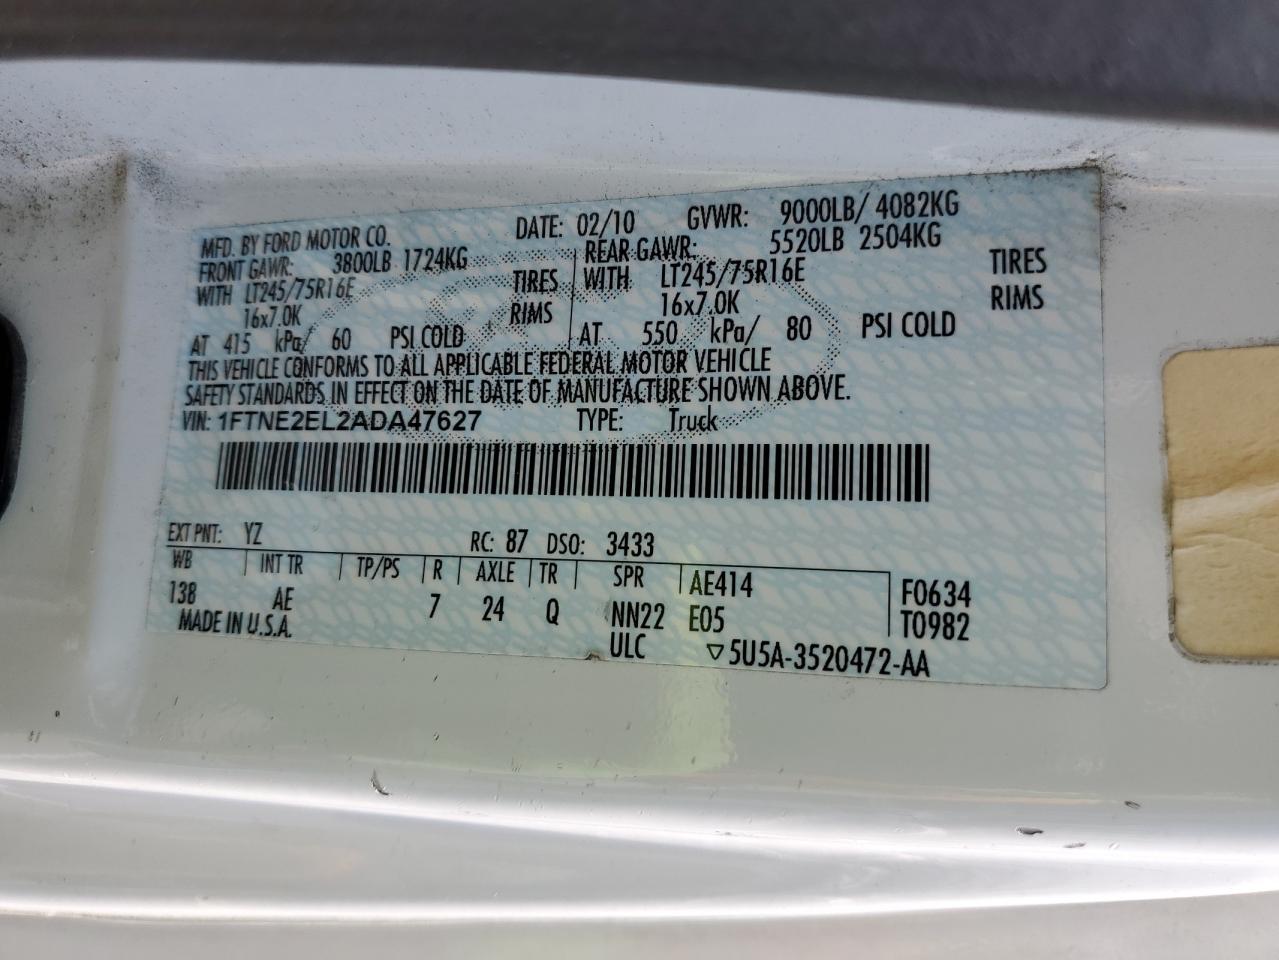 MFD. BY FORD MOTOR CO. DATE: 02/10 GVWR: 9000LB/ 4082KG
FRONT GAWR: 3800LB 1724KG REAR GAWR: 5520LB 2504KG
WITH LT245/75R16E TIRES WITH LT245/75R16E TIRES
16x7.0K RIMS 16x7.0K RIMS
AT 415 kPa/ 60 PSI COLD AT 550 kPa/ 80 PSI COLD
THIS VEHICLE CONFORMS TO ALL APPLICABLE FEDERAL MOTOR VEHICLE
SAFETY STANDARDS IN EFFECT ON THE DATE OF MANUFACTURE SHOWN ABOVE.
VIN: 1FTNE2EL2ADA47627 TYPE: Truck
EXT PNT: YZ RC: 87 DSO: 3433
WB INT TR TP/PS R AXLE TR SPR AE414 F0634
138 AE 7 24 Q NN22 E05 T0982
MADE IN U.S.A. ULC ▽5U5A-3520472-AA